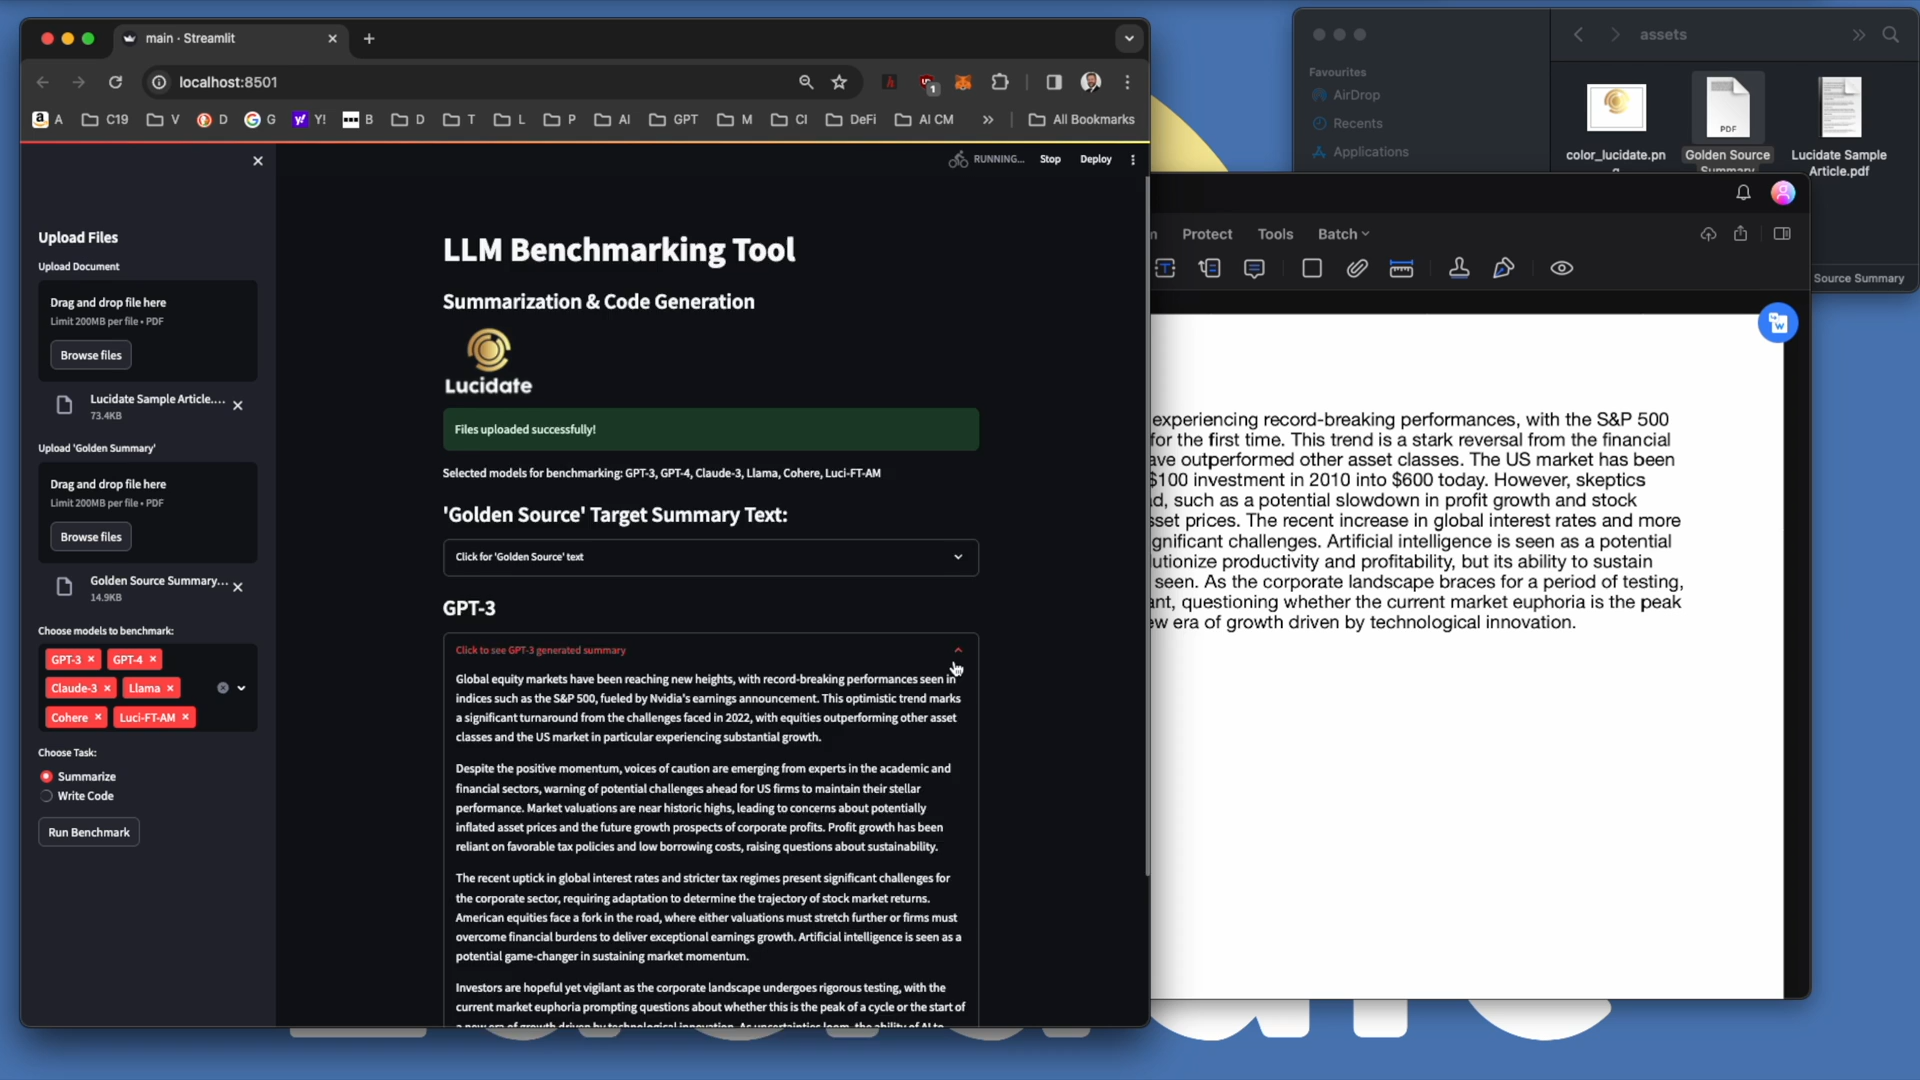 main · Streamlit
localhost:8501
A
C19
V
D
G
Y!
B
D
T
L
P
AI
GPT
M
CI
DeFi
AI CM
All Bookmarks
RUNNING...
Stop
Deploy
Upload Files
Upload Document
Drag and drop file here
Limit 200MB per file • PDF
Browse files
Lucidate Sample Article....
73.4KB
Upload 'Golden Summary'
Drag and drop file here
Limit 200MB per file • PDF
Browse files
Golden Source Summary...
14.9KB
Choose models to benchmark:
GPT-3 GPT-4
Claude-3 Llama
Cohere Luci-FT-AM
Choose Task:
Summarize
Write Code
Run Benchmark
LLM Benchmarking Tool
Summarization & Code Generation
Lucidate
Files uploaded successfully!
Selected models for benchmarking: GPT-3, GPT-4, Claude-3, Llama, Cohere, Luci-FT-AM
'Golden Source' Target Summary Text:
Click for 'Golden Source' text
GPT-3
Click to see GPT-3 generated summary
Global equity markets have been reaching new heights, with record-breaking performances seen in
indices such as the S&P 500, fueled by Nvidia's earnings announcement. This optimistic trend marks
a significant turnaround from the challenges faced in 2022, with equities outperforming other asset
classes and the US market in particular experiencing substantial growth.
Despite the positive momentum, voices of caution are emerging from experts in the academic and
financial sectors, warning of potential challenges ahead for US firms to maintain their stellar
performance. Market valuations are near historic highs, leading to concerns about potentially
inflated asset prices and the future growth prospects of corporate profits. Profit growth has been
reliant on favorable tax policies and low borrowing costs, raising questions about sustainability.
The recent uptick in global interest rates and stricter tax regimes present significant challenges for
the corporate sector, requiring adaptation to determine the trajectory of stock market returns.
American equities face a fork in the road, where either valuations must stretch further or firms must
overcome financial burdens to deliver exceptional earnings growth. Artificial intelligence is seen as a
potential game-changer in sustaining market momentum.
Investors are hopeful yet vigilant as the corporate landscape undergoes rigorous testing, with the
current market euphoria prompting questions about whether this is the peak of a cycle or the start of
a new era of growth driven by technological innovation. As uncertainties loom, the ability of AI to
assets
Favourites
AirDrop
Recents
Applications
color_lucidate.pn
g
PDF
Golden Source
Summary
Lucidate Sample
Article.pdf
Source Summary
Protect
Tools
Batch
experiencing record-breaking performances, with the S&P 500
for the first time. This trend is a stark reversal from the financial
ave outperformed other asset classes. The US market has been
$100 investment in 2010 into $600 today. However, skeptics
d, such as a potential slowdown in profit growth and stock
sset prices. The recent increase in global interest rates and more
gnificant challenges. Artificial intelligence is seen as a potential
utionize productivity and profitability, but its ability to sustain
seen. As the corporate landscape braces for a period of testing,
ant, questioning whether the current market euphoria is the peak
ew era of growth driven by technological innovation.